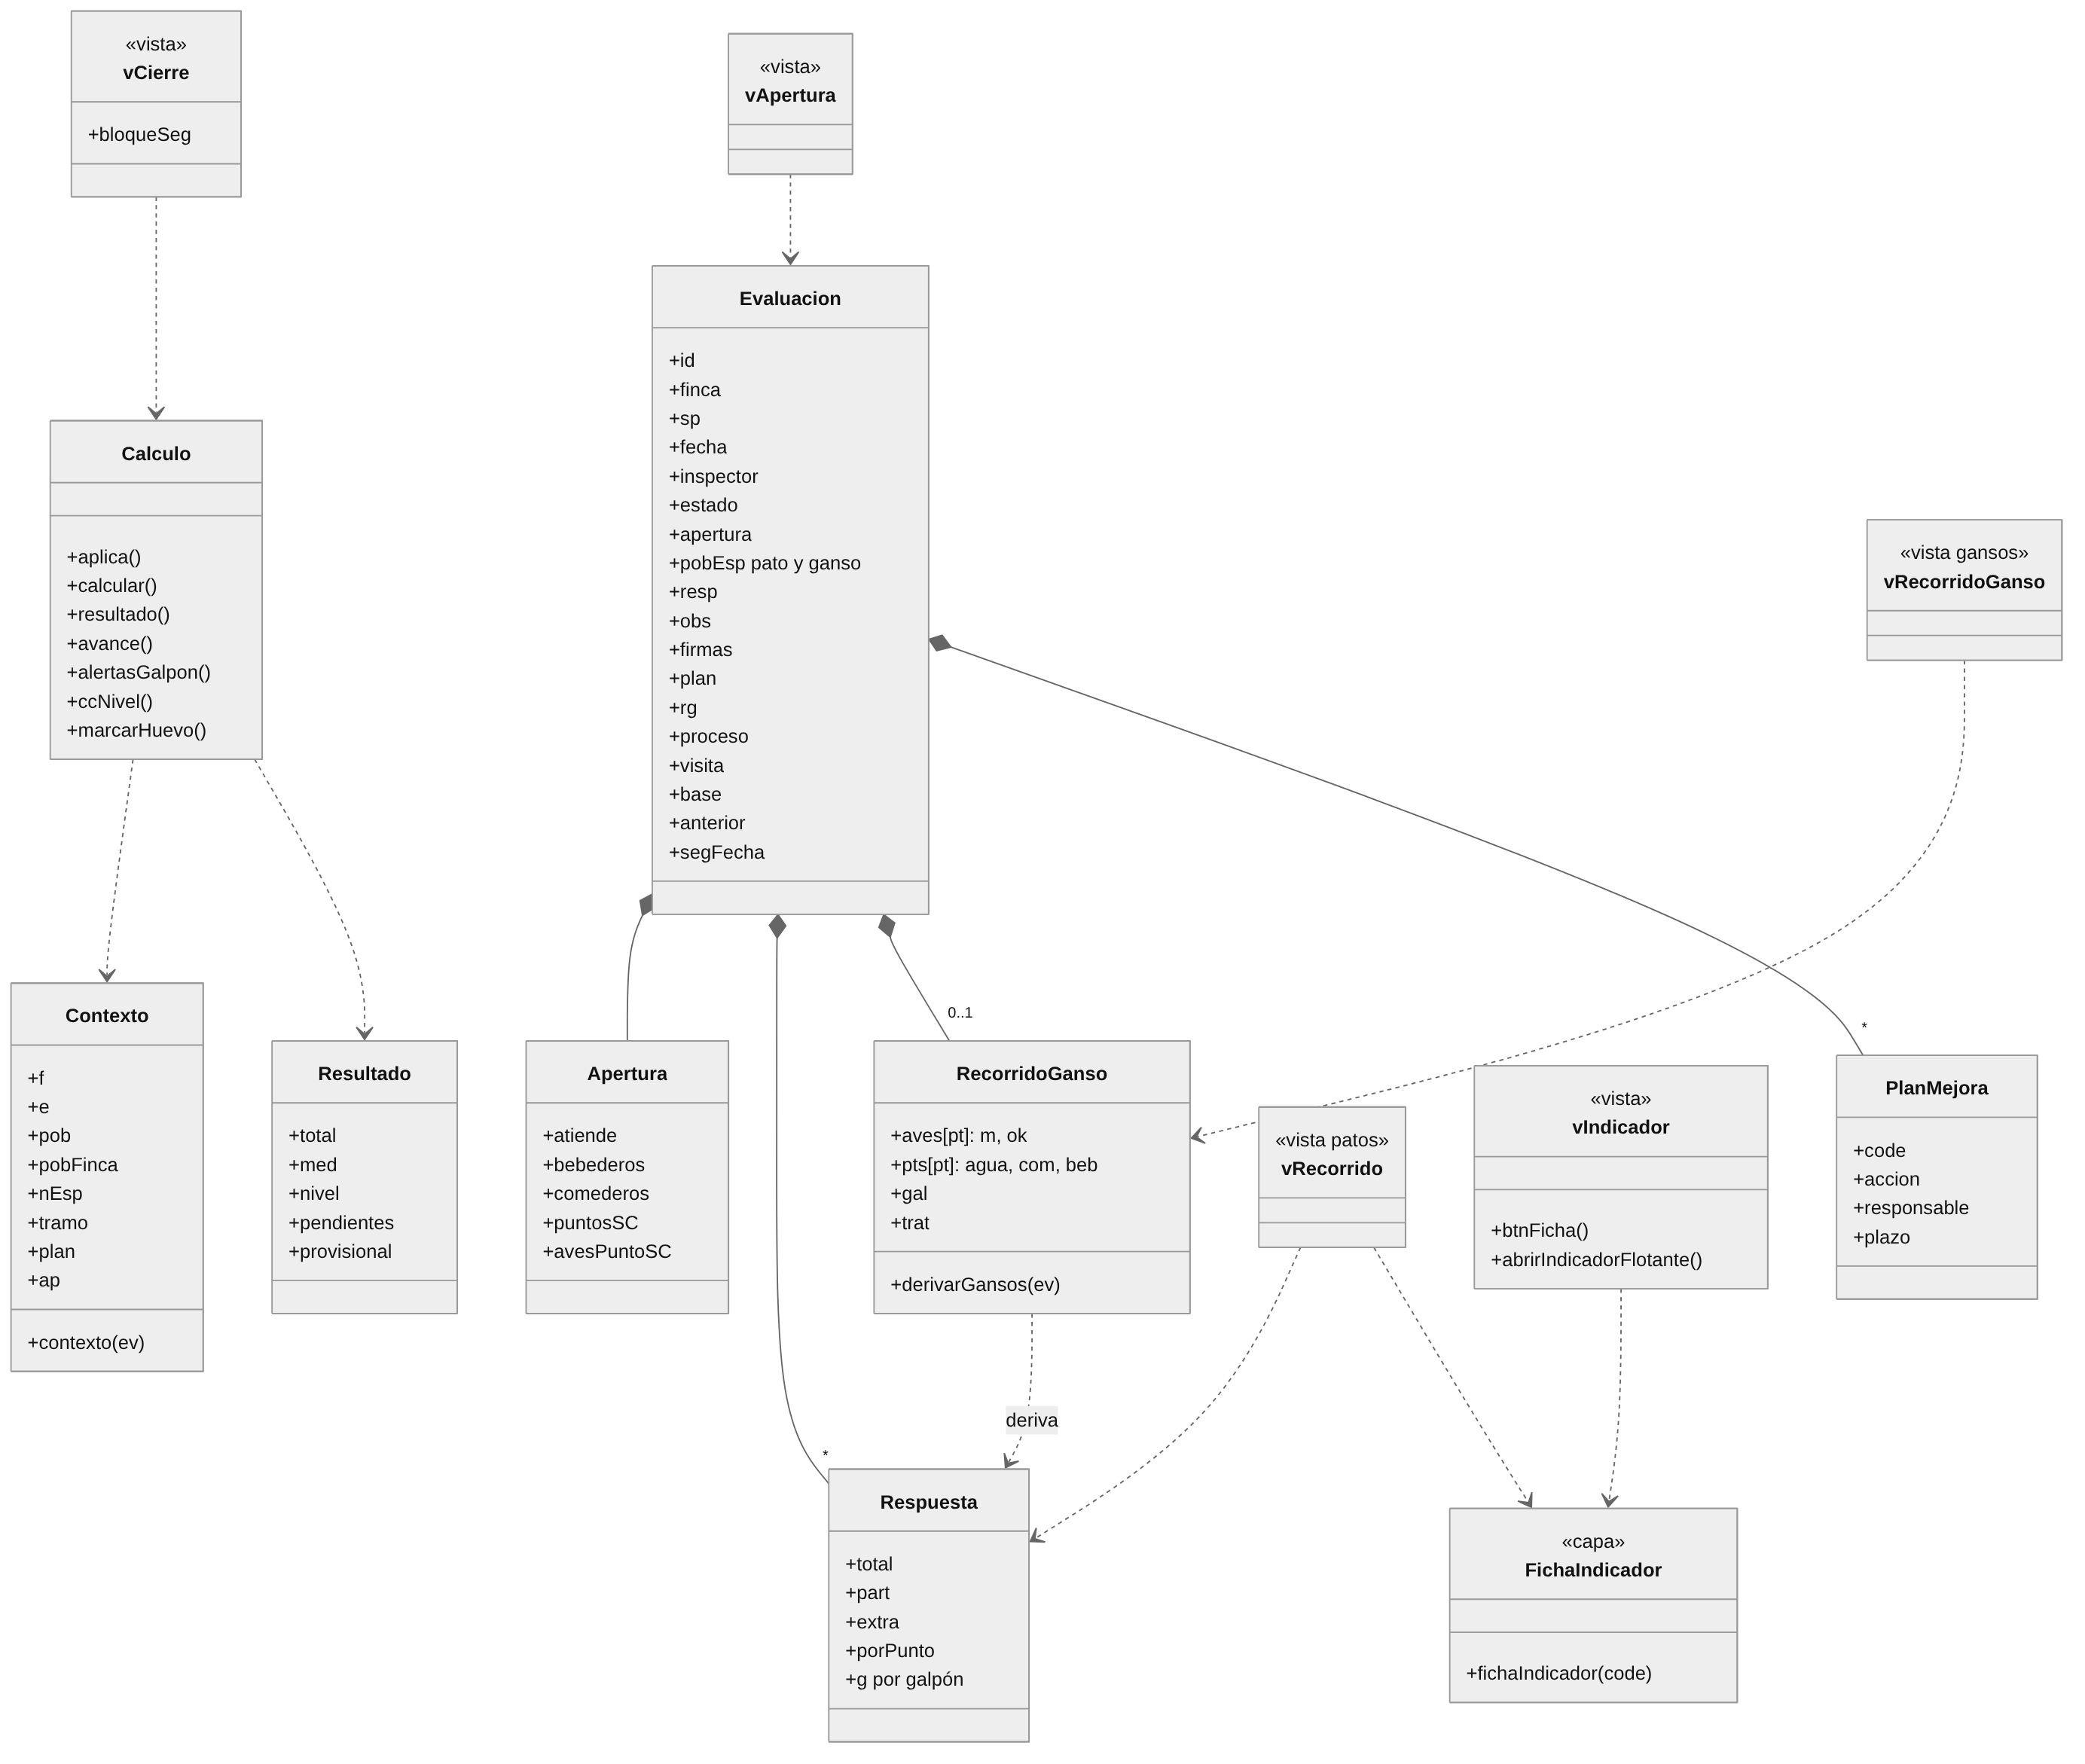 «vista»
vCierre
+bloqueSeg
«vista»
vApertura
Evaluacion
+id
+finca
+sp
+fecha
+inspector
+estado
+apertura
+pobEsp pato y ganso
+resp
+obs
+firmas
+plan
+rg
+proceso
+visita
+base
+anterior
+segFecha
Calculo
+aplica()
+calcular()
+resultado()
+avance()
+alertasGalpon()
+ccNivel()
+marcarHuevo()
«vista gansos»
vRecorridoGanso
Contexto
+f
+e
+pob
+pobFinca
+nEsp
+tramo
+plan
+ap
+contexto(ev)
Resultado
+total
+med
+nivel
+pendientes
+provisional
Apertura
+atiende
+bebederos
+comederos
+puntosSC
+avesPuntoSC
0..1
RecorridoGanso
+aves[pt]: m, ok
+pts[pt]: agua, com, beb
+gal
+trat
+derivarGansos(ev)
«vista patos»
vRecorrido
«vista»
vIndicador
+btnFicha()
+abrirIndicadorFlotante()
*
PlanMejora
+code
+accion
+responsable
+plazo
deriva
*
Respuesta
+total
+part
+extra
+porPunto
+g por galpón
«capa»
FichaIndicador
+fichaIndicador(code)